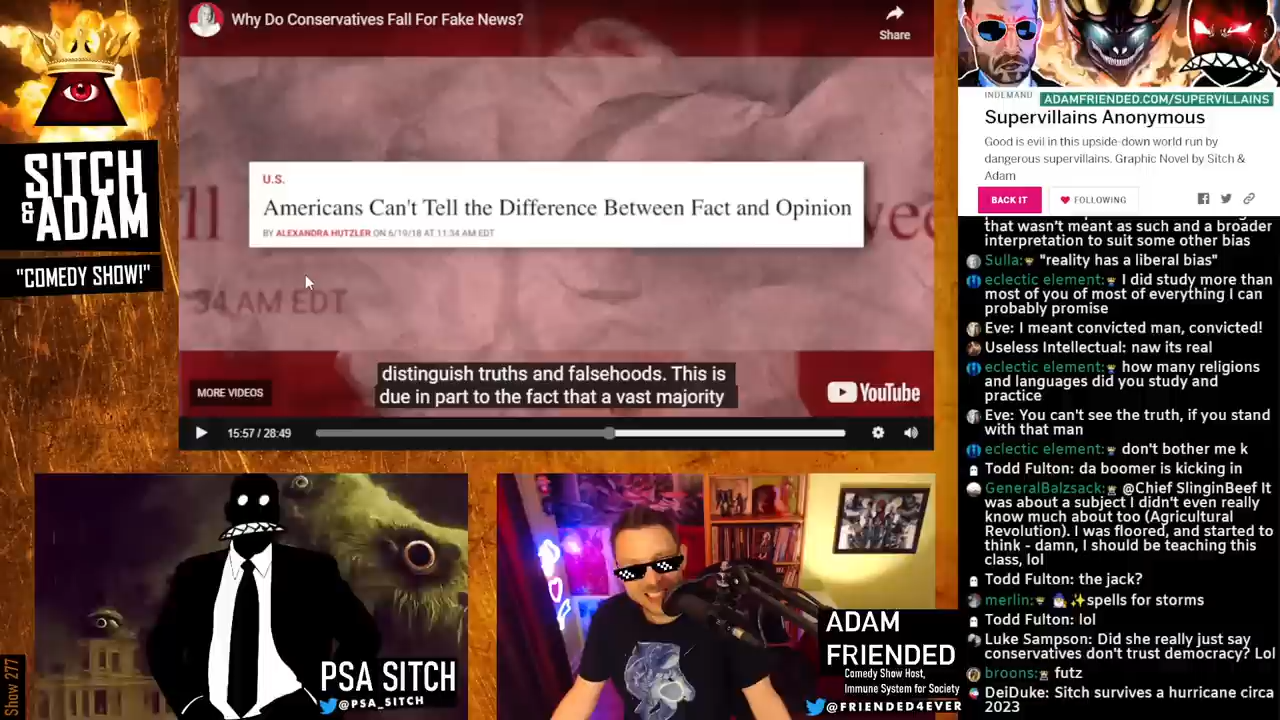 Why Do Conservatives Fall For Fake News?
Share
U.S.
Americans Can't Tell the Difference Between Fact and Opinion
BY ALEXANDRA HUTZLER ON 6/19/18 AT 11:34 AM EDT
34 AM EDT
distinguish truths and falsehoods. This is
due in part to the fact that a vast majority
MORE VIDEOS
YouTube
15:57 / 28:49
SITCH
& ADAM
"COMEDY SHOW!"
Show 277
PSA SITCH
@PSA_SITCH
ADAM
FRIENDED
Comedy Show Host,
Immune System for Society
@FRIENDED4EVER
INDEMAND
ADAMFRIENDED.COM/SUPERVILLAINS
Supervillains Anonymous
Good is evil in this upside-down world run by
dangerous supervillains. Graphic Novel by Sitch &
Adam
BACK IT
FOLLOWING
that wasn't meant as such and a broader
interpretation to suit some other bias
Sulla: "reality has a liberal bias"
eclectic element: I did study more than
most of you of most of everything I can
probably promise
Eve: I meant convicted man, convicted!
Useless Intellectual: naw its real
eclectic element: how many religions
and languages did you study and
practice
Eve: You can't see the truth, if you stand
with that man
eclectic element: don't bother me k
Todd Fulton: da boomer is kicking in
GeneralBalzsack: @Chief SlinginBeef It
was about a subject I didn't even really
know much about too (Agricultural
Revolution). I was floored, and started to
think - damn, I should be teaching this
class, lol
Todd Fulton: the jack?
merlin: 🧙‍♂️✨spells for storms
Todd Fulton: lol
Luke Sampson: Did she really just say
conservatives don't trust democracy? Lol
broons: futz
DeiDuke: Sitch survives a hurricane circa
2023